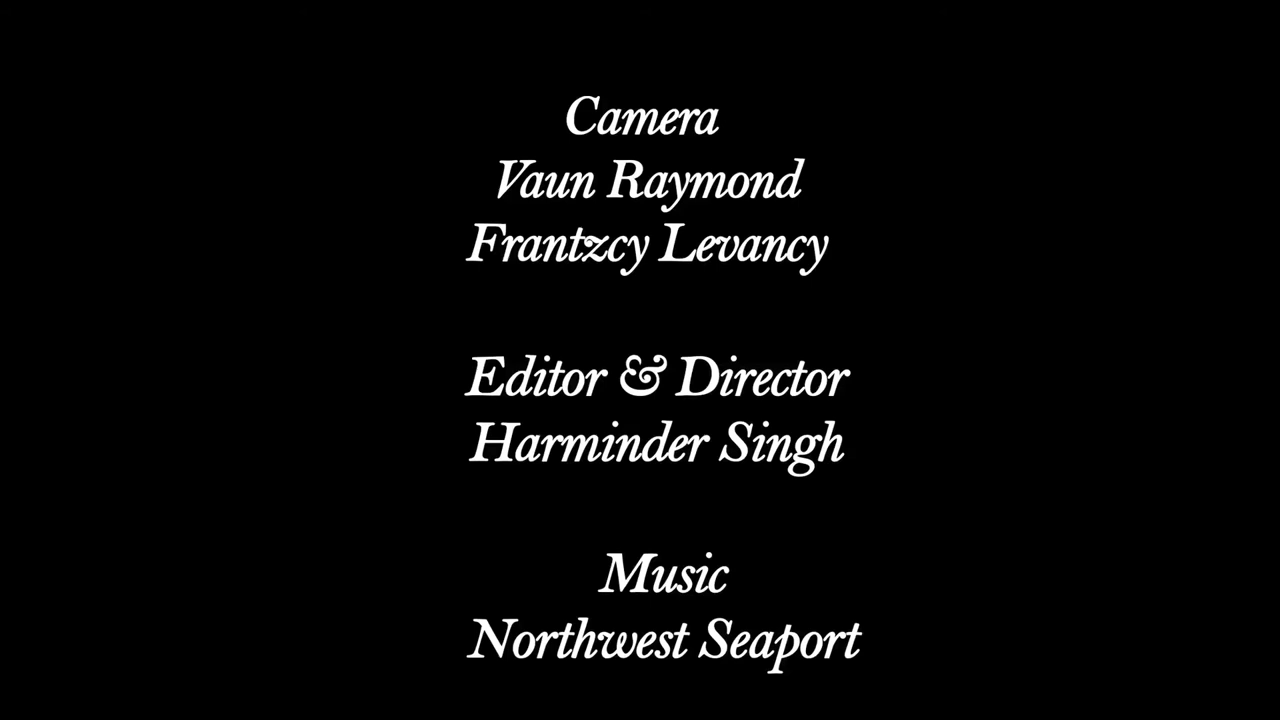 Camera
Vaun Raymond
Frantzcy Levancy
Editor & Director
Harminder Singh
Music
Northwest Seaport